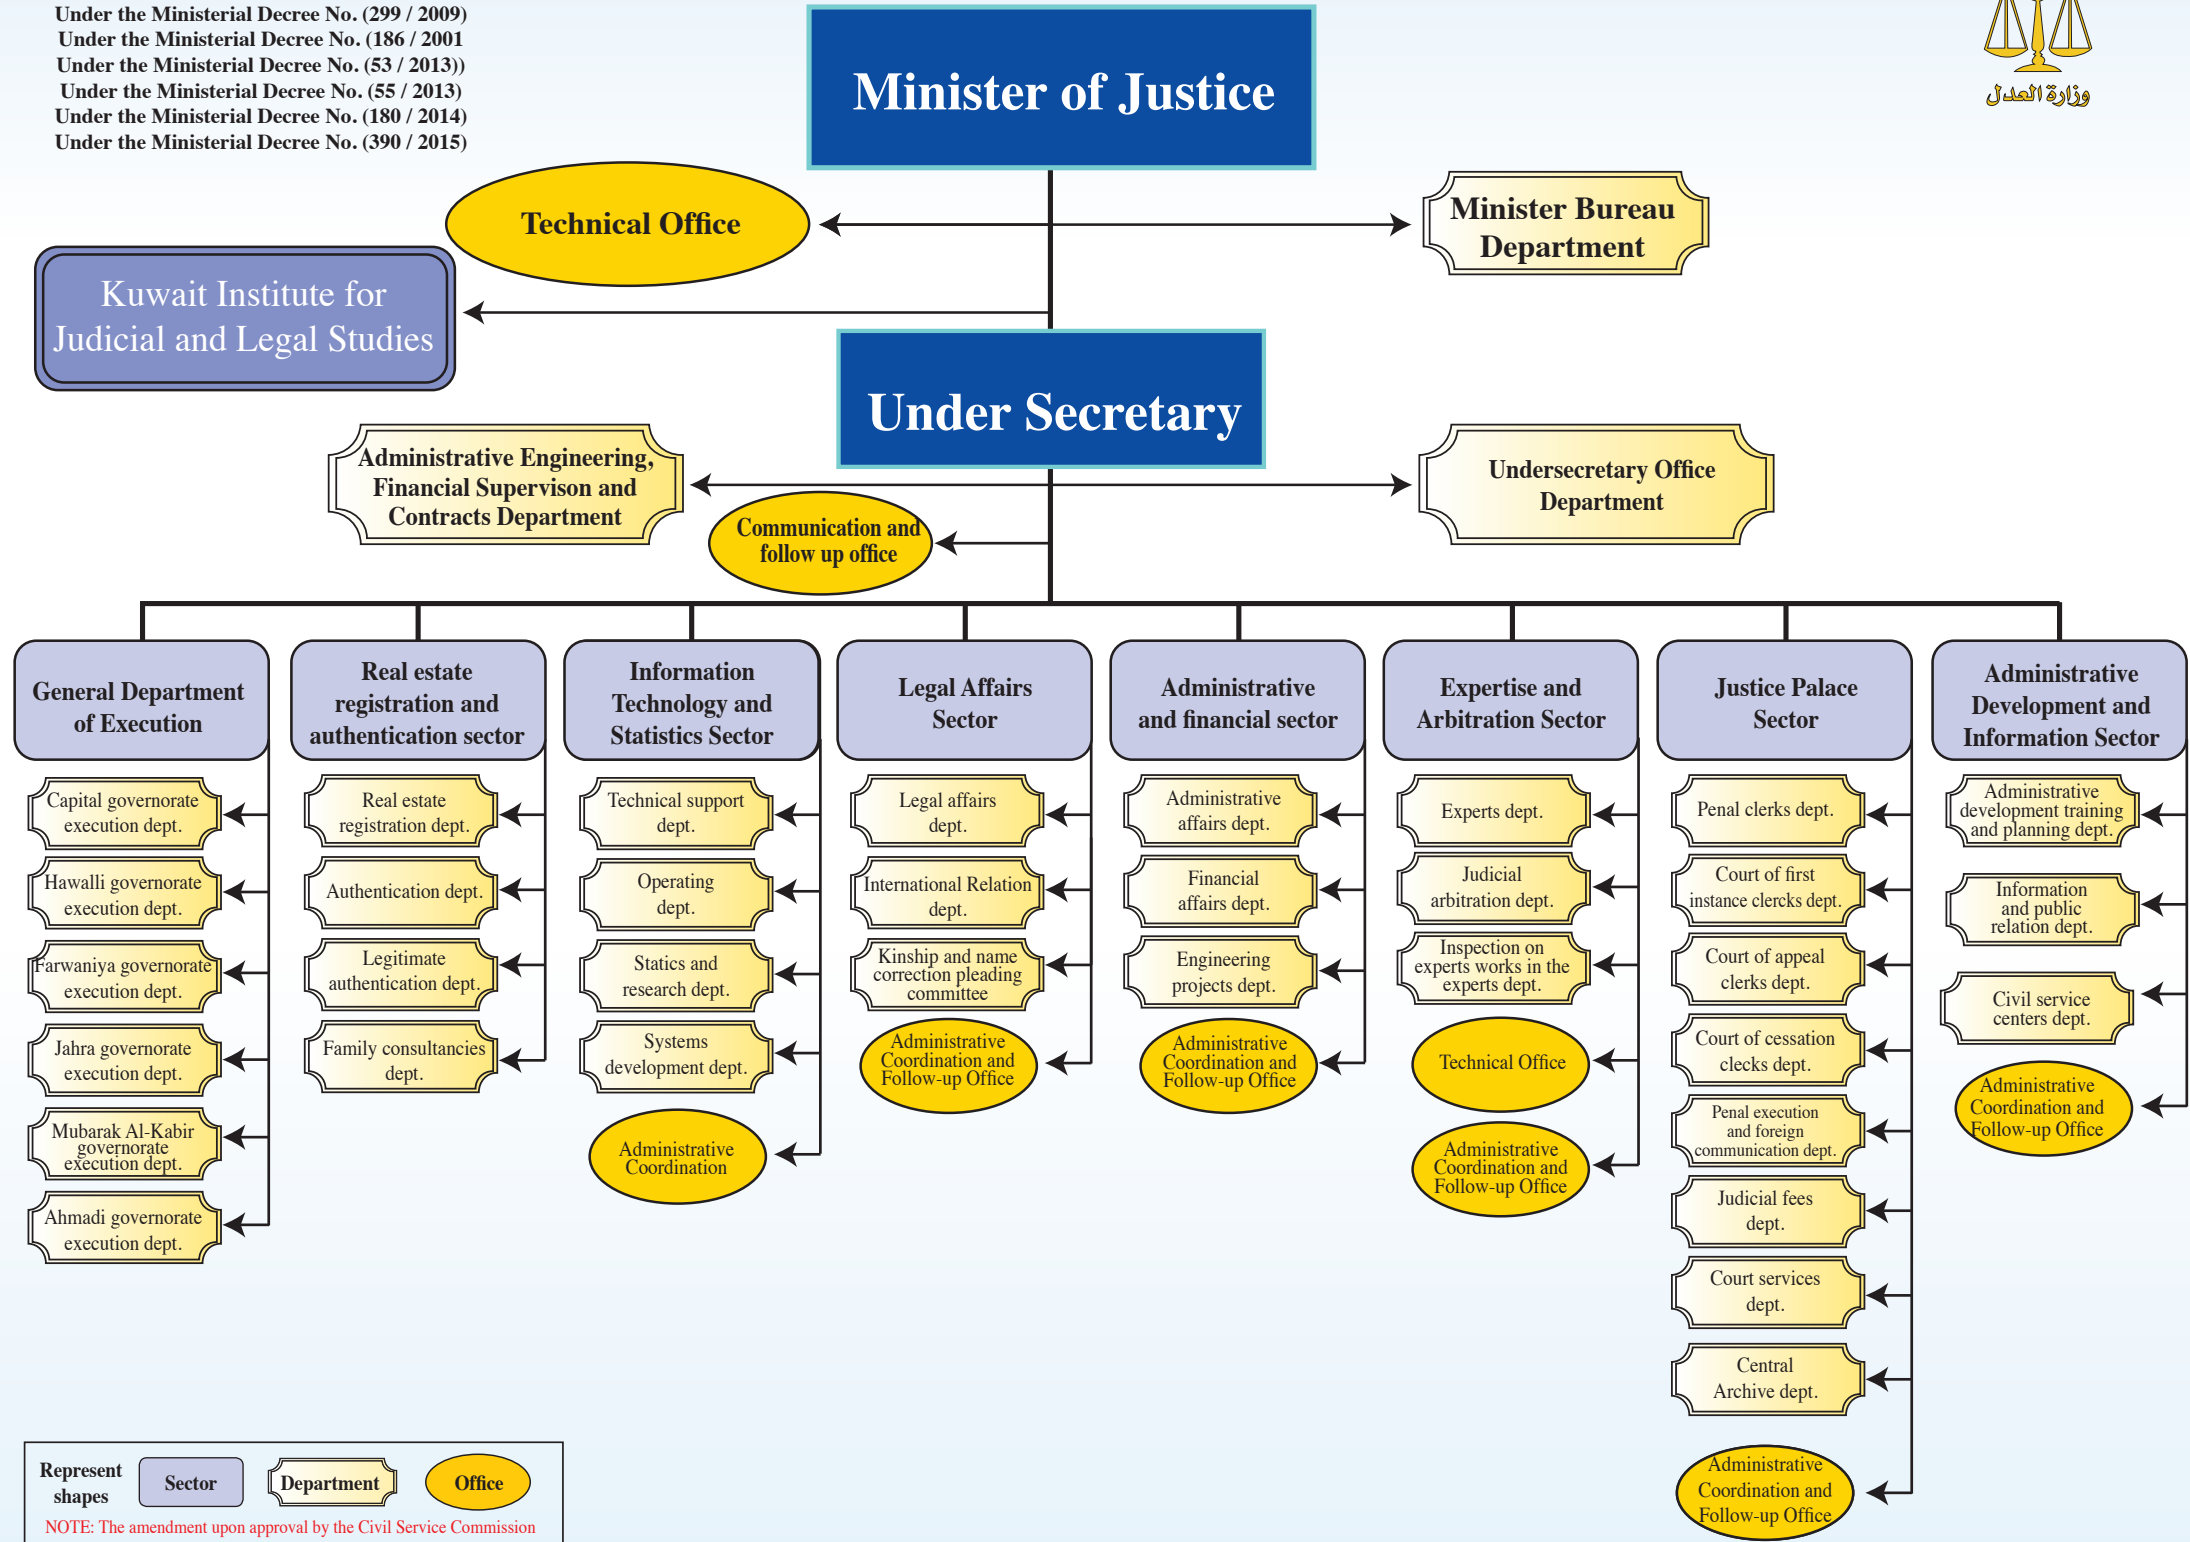 Under the Ministerial Decree No. (299 / 2009)
Under the Ministerial Decree No. (186 / 2001
Under the Ministerial Decree No. (53 / 2013))
Under the Ministerial Decree No. (55 / 2013)
Under the Ministerial Decree No. (180 / 2014)
Under the Ministerial Decree No. (390 / 2015)
Minister of Justice
وزارة العدل
Technical Office
Minister Bureau
Department
Kuwait Institute for
Judicial and Legal Studies
Under Secretary
Administrative Engineering,
Financial Supervison and
Contracts Department
Undersecretary Office
Department
Communication and
follow up office
General Department
of Execution
Capital governorate
execution dept.
Hawalli governorate
execution dept.
Farwaniya governorate
execution dept.
Jahra governorate
execution dept.
Mubarak Al-Kabir
governorate
execution dept.
Ahmadi governorate
execution dept.
Real estate
registration and
authentication sector
Real estate
registration dept.
Authentication dept.
Legitimate
authentication dept.
Family consultancies
dept.
Information
Technology and
Statistics Sector
Technical support
dept.
Operating
dept.
Statics and
research dept.
Systems
development dept.
Administrative
Coordination
Legal Affairs
Sector
Legal affairs
dept.
International Relation
dept.
Kinship and name
correction pleading
committee
Administrative
Coordination and
Follow-up Office
Administrative
and financial sector
Administrative
affairs dept.
Financial
affairs dept.
Engineering
projects dept.
Administrative
Coordination and
Follow-up Office
Expertise and
Arbitration Sector
Experts dept.
Judicial
arbitration dept.
Inspection on
experts works in the
experts dept.
Technical Office
Administrative
Coordination and
Follow-up Office
Justice Palace
Sector
Penal clerks dept.
Court of first
instance clercks dept.
Court of appeal
clerks dept.
Court of cessation
clecks dept.
Penal execution
and foreign
communication dept.
Judicial fees
dept.
Court services
dept.
Central
Archive dept.
Administrative
Coordination and
Follow-up Office
Administrative
Development and
Information Sector
Administrative
development training
and planning dept.
Information
and public
relation dept.
Civil service
centers dept.
Administrative
Coordination and
Follow-up Office
Represent
shapes
Sector
Department
Office
NOTE: The amendment upon approval by the Civil Service Commission